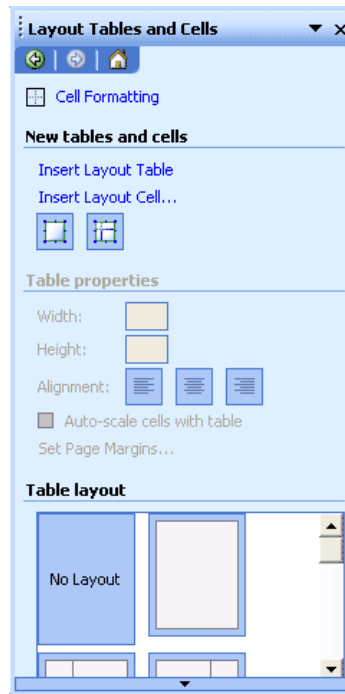 Layout Tables and Cells
Cell Formatting
New tables and cells
Insert Layout Table
Insert Layout Cell...
Table properties
Width:
Height:
Alignment:
Auto-scale cells with table
Set Page Margins...
Table layout
No Layout